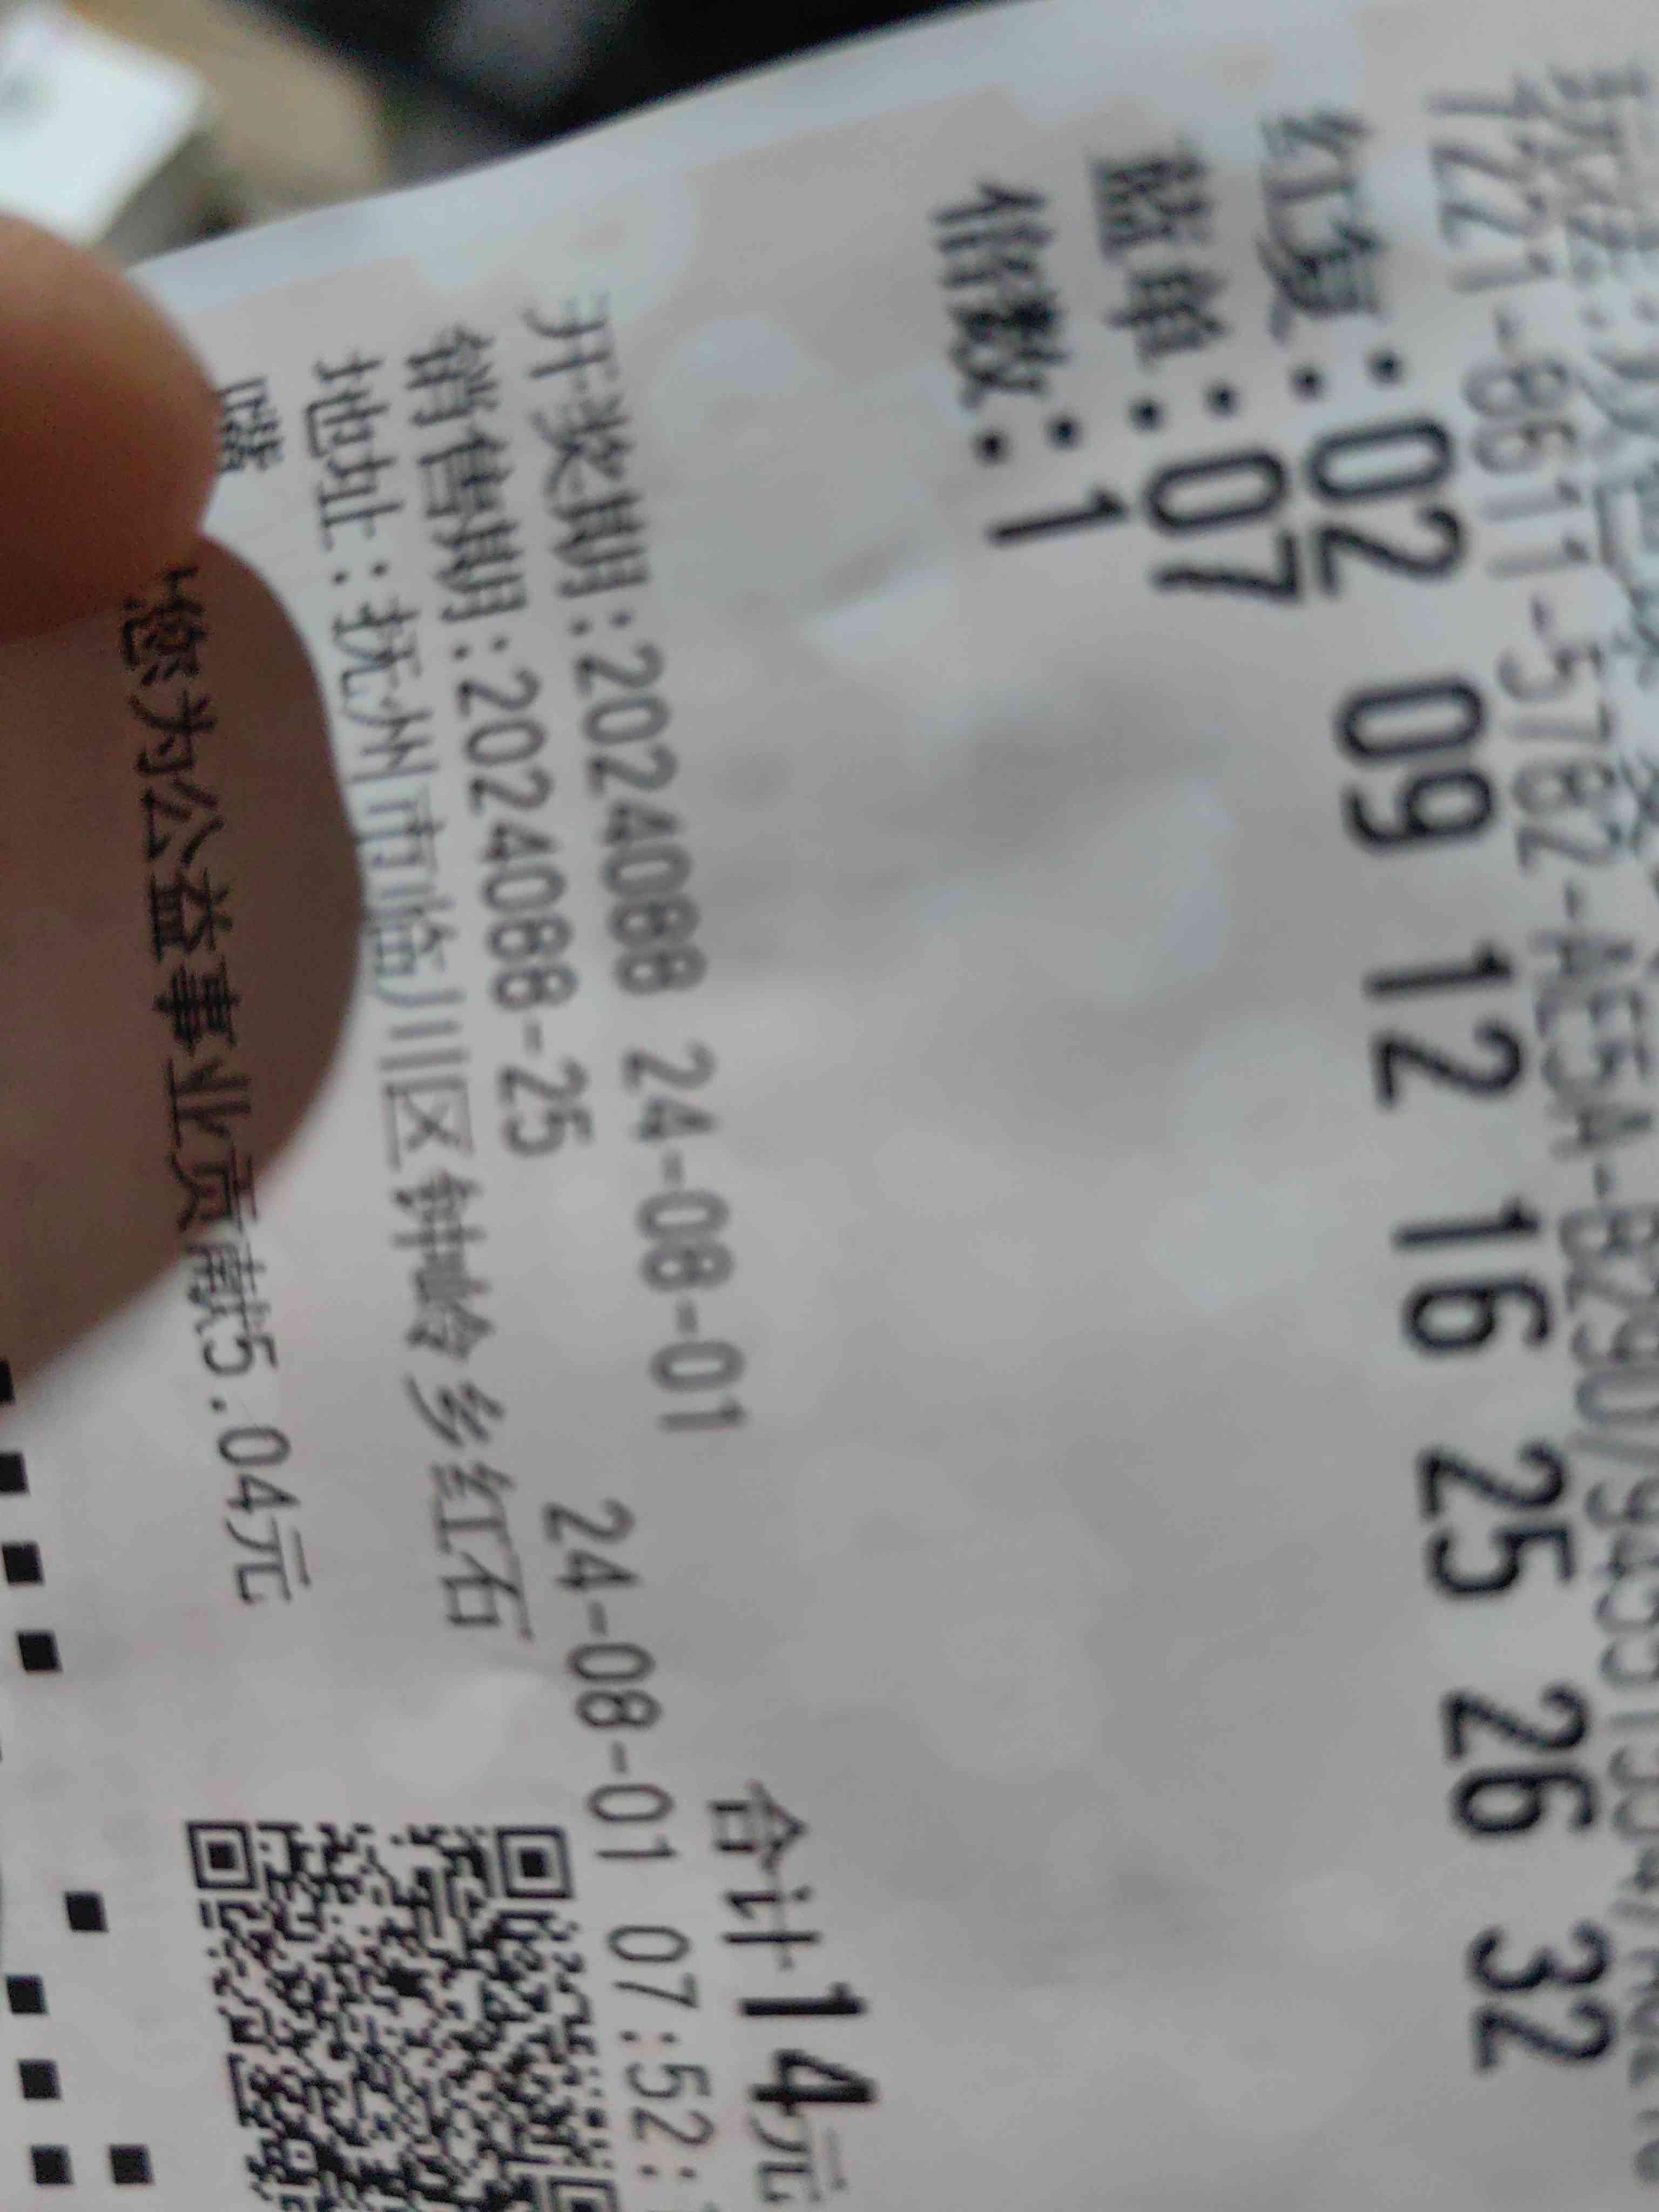 红复:02 09 12 16 25 26 32
蓝单:07
倍数:1
合计14元
开奖期:2024088 24-08-01
销售期:2024088-25 24-08-01 07:52:
地址:抚州市临川区钟岭乡红石
嘴
您为公益事业贡献5.04元